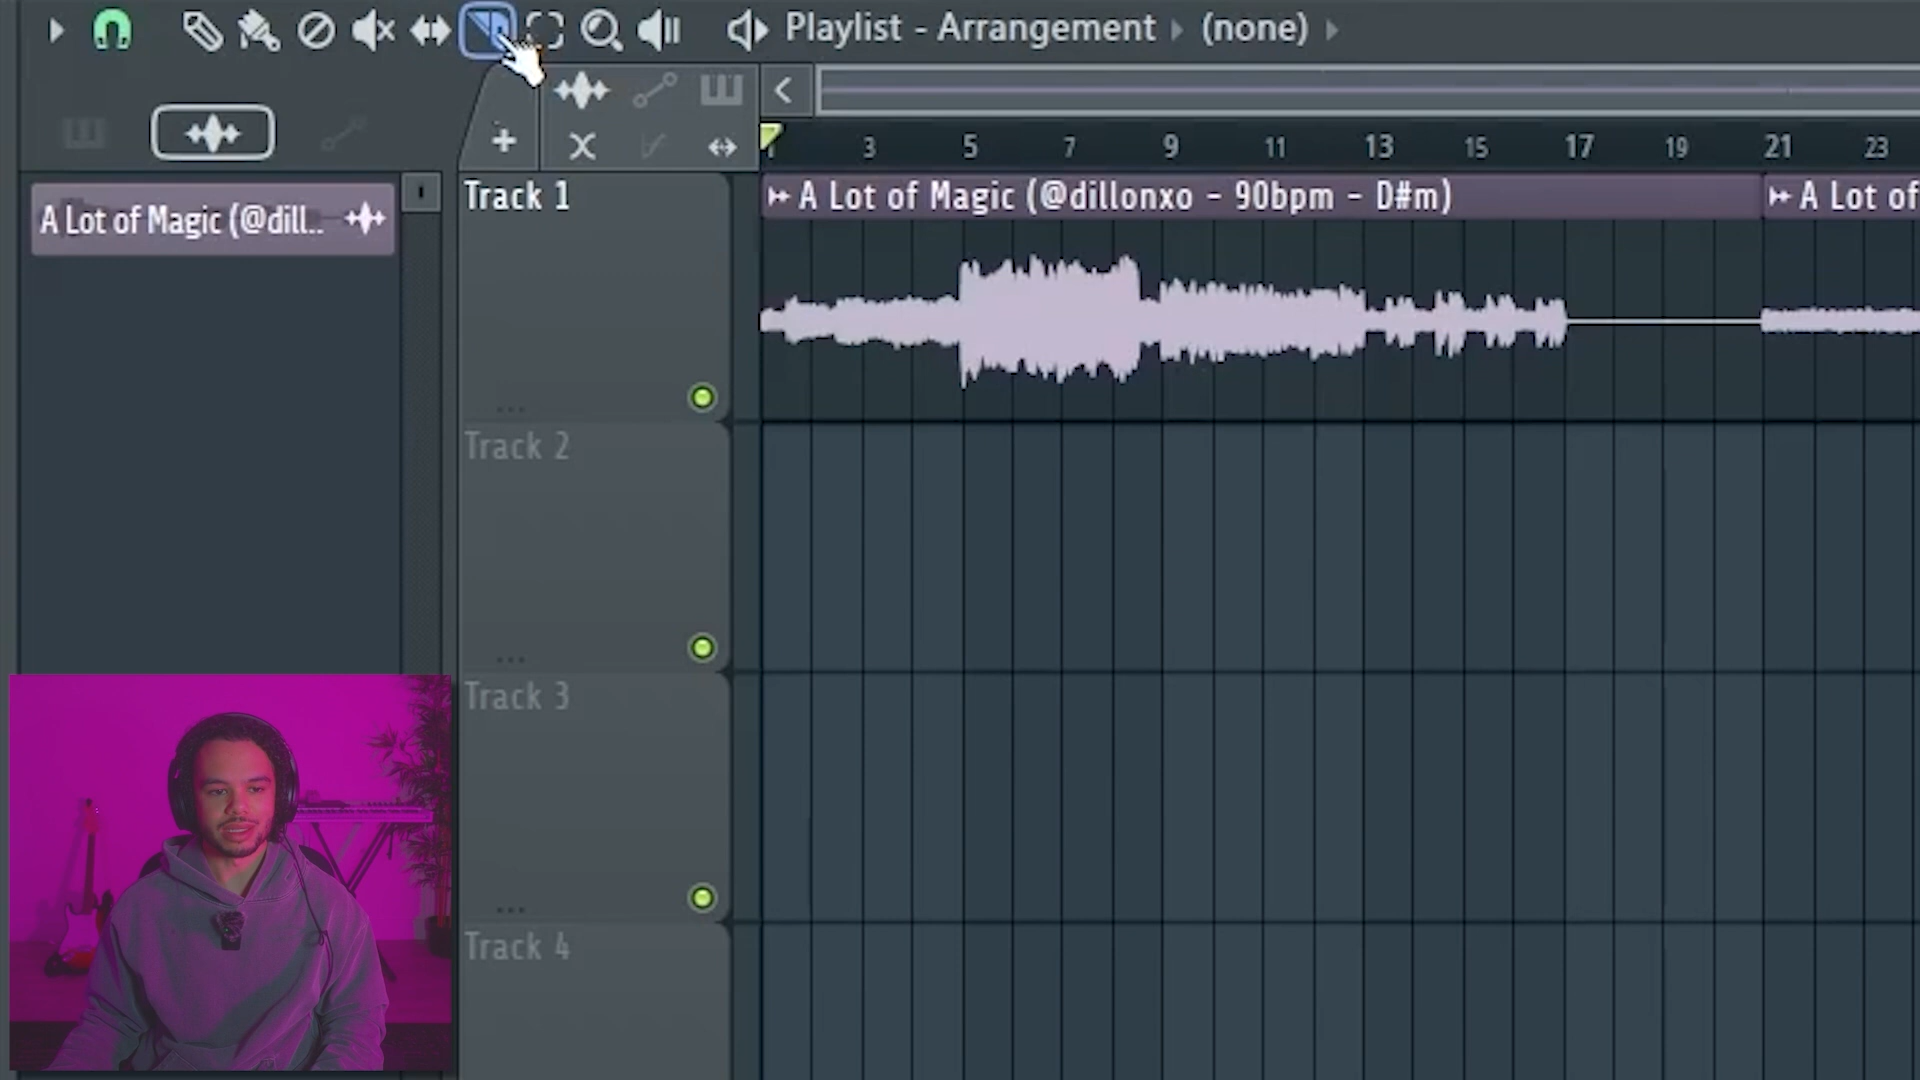 Playlist - Arrangement (none)
3 5 7 9 11 13 15 17 19 21 23
A Lot of Magic (@dill..
Track 1
A Lot of Magic (@dillonxo - 90bpm - D#m)
A Lot of
Track 2
Track 3
Track 4